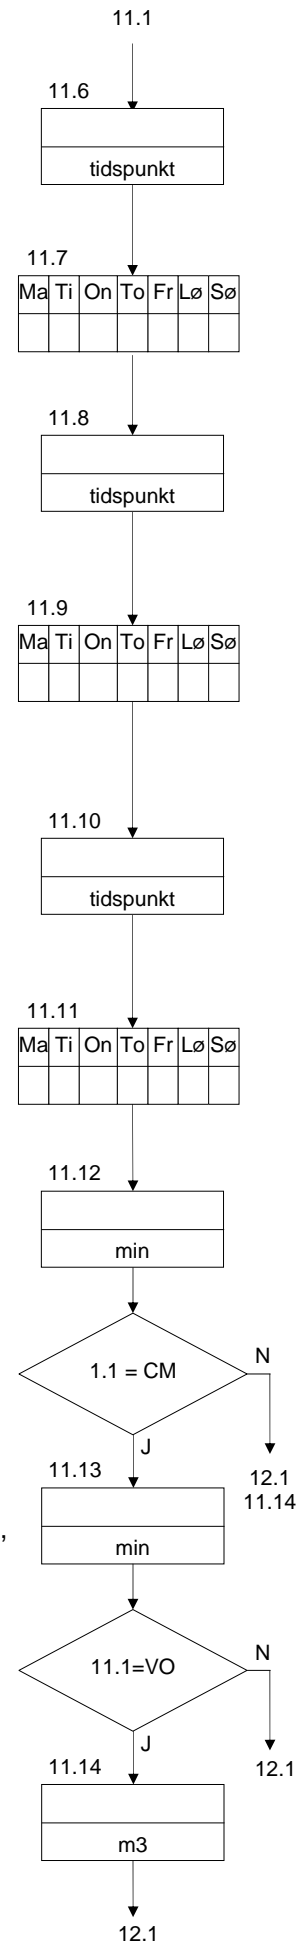 11.1
11.6
tidspunkt
11.7
Ma Ti On To Fr Lø Sø
11.8
tidspunkt
11.9
Ma Ti On To Fr Lø Sø
11.10
tidspunkt
11.11
Ma Ti On To Fr Lø Sø
11.12
min
1.1 = CM
N
J
12.1
11.14
11.13
min
,
11.1=VO
N
J
12.1
11.14
m3
12.1